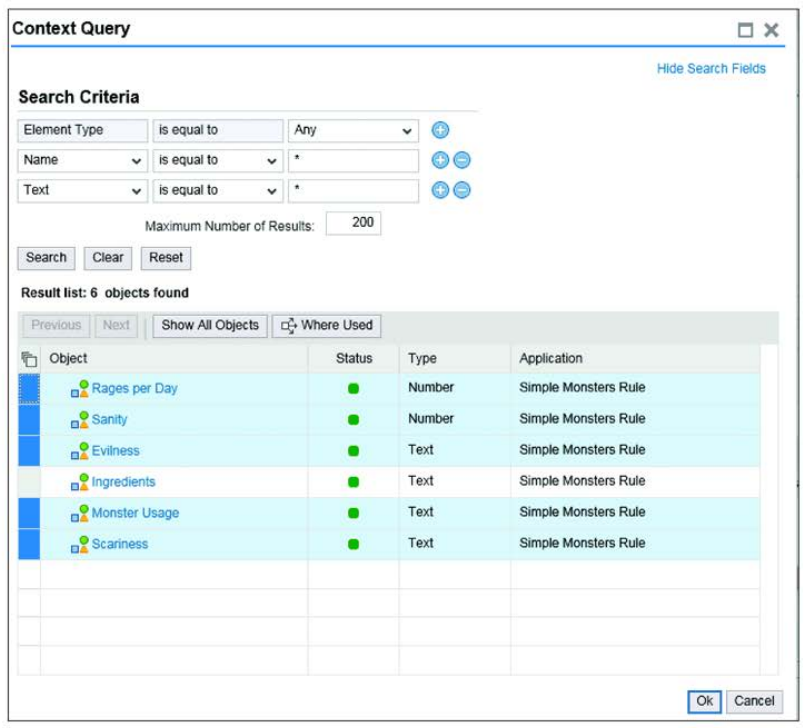 Context Query
Hide Search Fields
Search Criteria
Element Type is equal to Any
Name is equal to *
Text is equal to *
Maximum Number of Results: 200
Search Clear Reset
Result list: 6 objects found
Previous Next Show All Objects Where Used
Object Status Type Application
Rages per Day Number Simple Monsters Rule
Sanity Number Simple Monsters Rule
Evilness Text Simple Monsters Rule
Ingredients Text Simple Monsters Rule
Monster Usage Text Simple Monsters Rule
Scariness Text Simple Monsters Rule
Ok Cancel